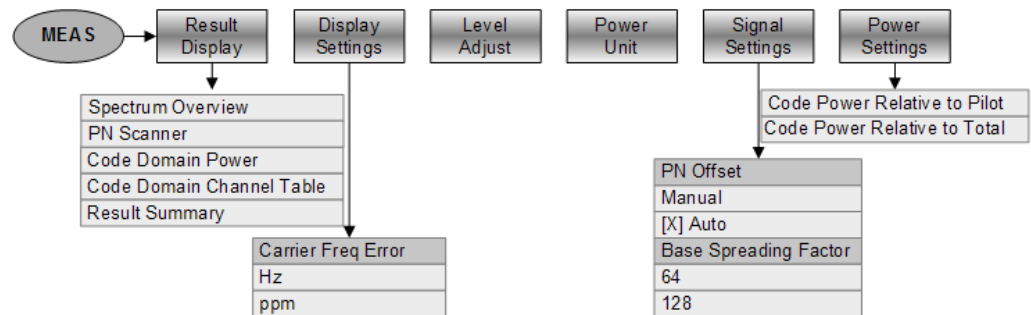 MEAS
Result
Display
Display
Settings
Level
Adjust
Power
Unit
Signal
Settings
Power
Settings
Spectrum Overview
PN Scanner
Code Domain Power
Code Domain Channel Table
Result Summary
Carrier Freq Error
Hz
ppm
Code Power Relative to Pilot
Code Power Relative to Total
PN Offset
Manual
[X] Auto
Base Spreading Factor
64
128